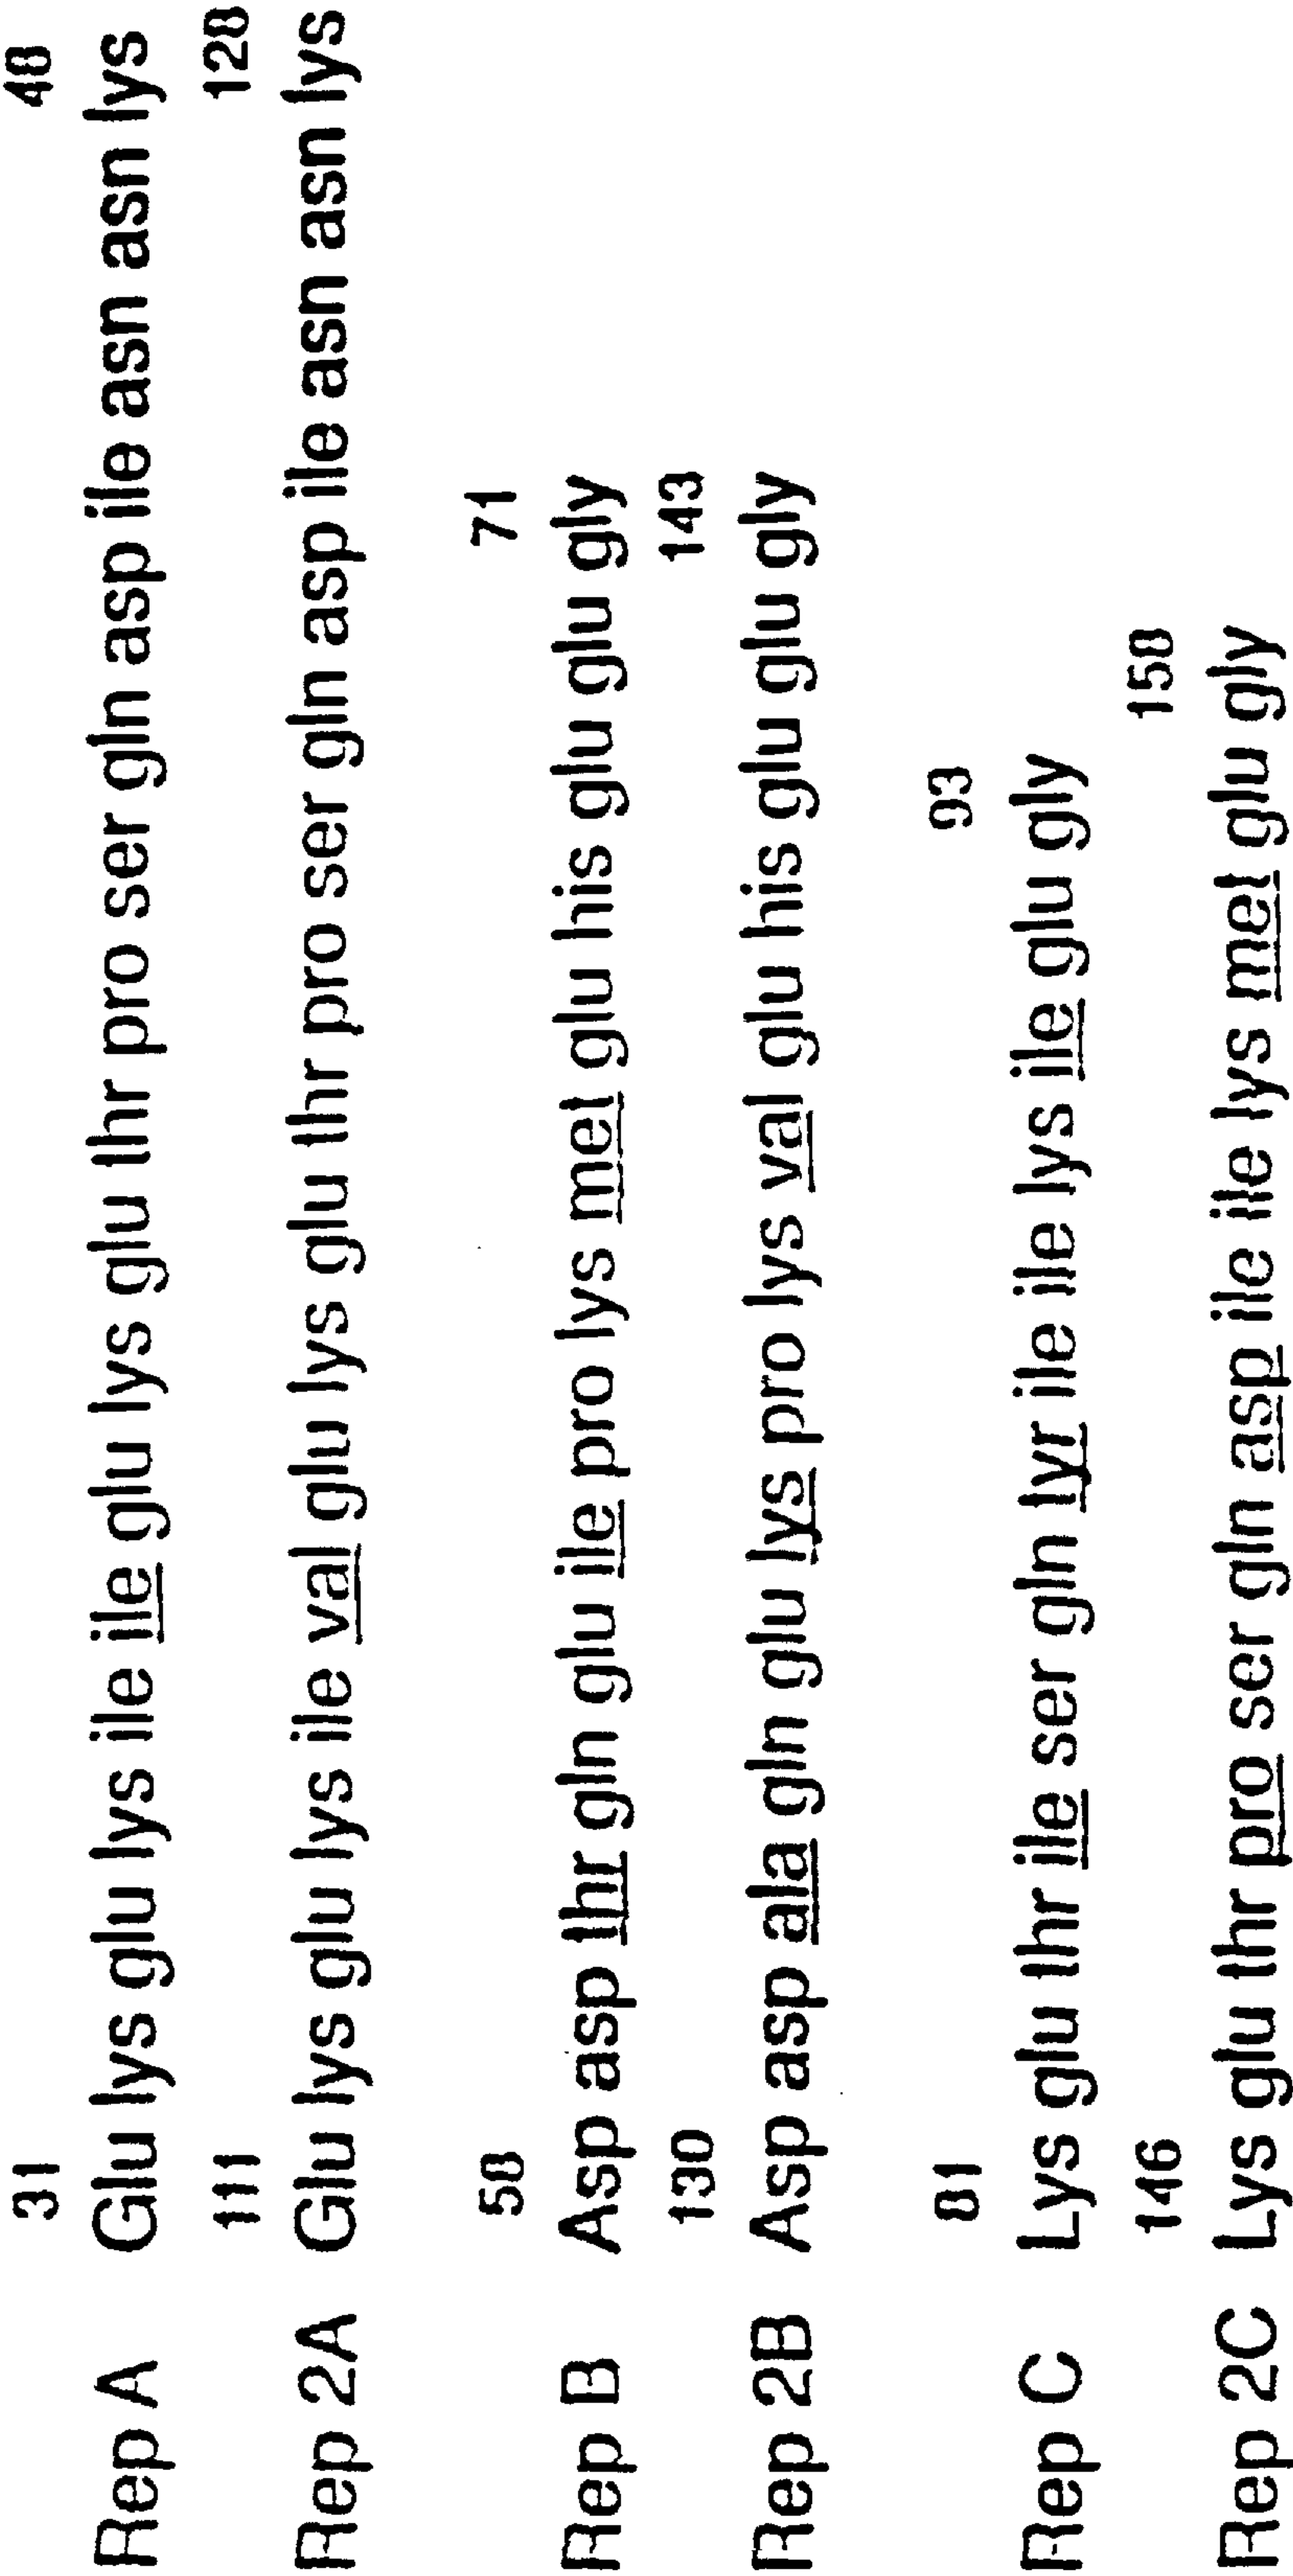 31 48
Rep A Glu lys glu lys ile ile glu lys glu thr pro ser gln asp ile asn asn lys
111 128
Rep 2A Glu lys glu lys ile val glu lys glu thr pro ser gln asp ile asn asn lys
58 71
Rep B Asp asp thr gln glu ile pro lys met glu his glu glu gly
130 143
Rep 2B Asp asp ala gln glu lys pro lys val glu his glu glu gly
81 93
Rep C Lys glu thr ile ser gln tyr ile ile lys ile glu gly
146 158
Rep 2C Lys glu thr pro ser gln asp ile ile lys met glu gly